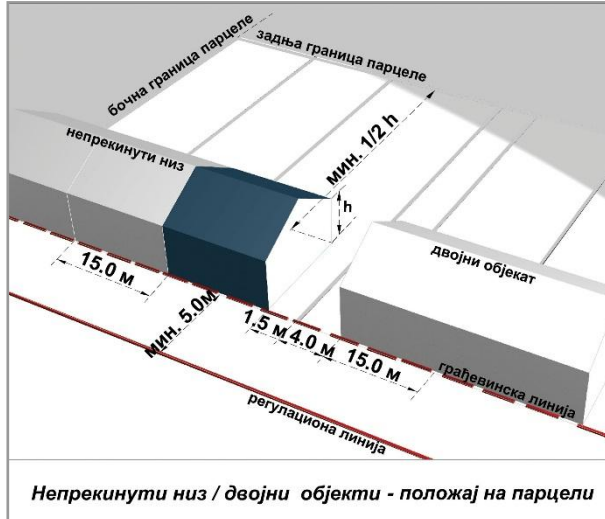 бочна граница парцеле
задња граница парцеле
непрекинути низ
мин. 1/2 h
h
двојни објекат
15.0 м
мин. 5.0м
1.5 м
4.0 м
15.0 м
грађевинска линија
регулациона линија
Непрекинути низ / двојни објекти - положај на парцели